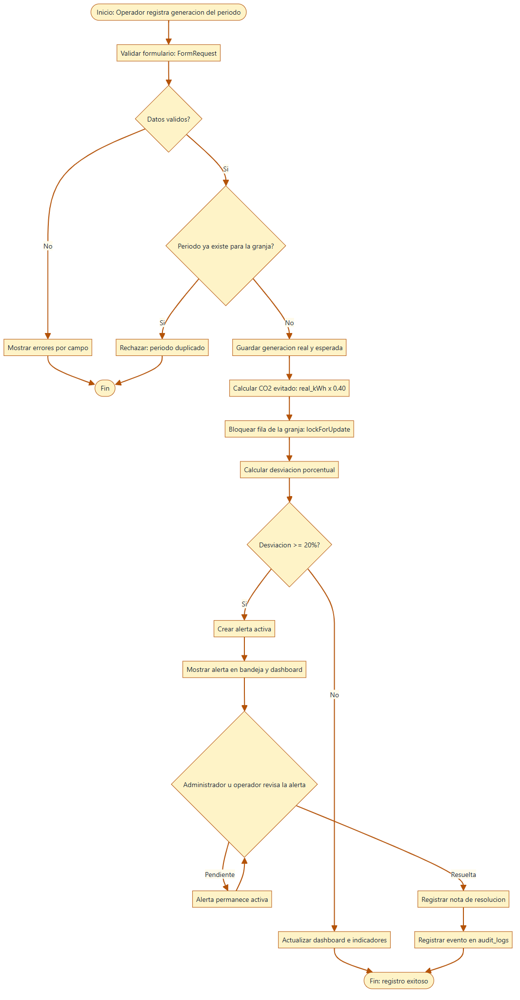 Inicio: Operador registra generacion del periodo
Validar formulario: FormRequest
Datos validos?
Si
No
Periodo ya existe para la granja?
Si
No
Mostrar errores por campo
Rechazar: periodo duplicado
Guardar generacion real y esperada
Fin
Calcular CO2 evitado: real_kWh x 0.40
Bloquear fila de la granja: lockForUpdate
Calcular desviacion porcentual
Desviacion >= 20%?
Si
Crear alerta activa
Mostrar alerta en bandeja y dashboard
No
Administrador u operador revisa la alerta
Pendiente
Resuelta
Alerta permanece activa
Registrar nota de resolucion
Actualizar dashboard e indicadores
Registrar evento en audit_logs
Fin: registro exitoso